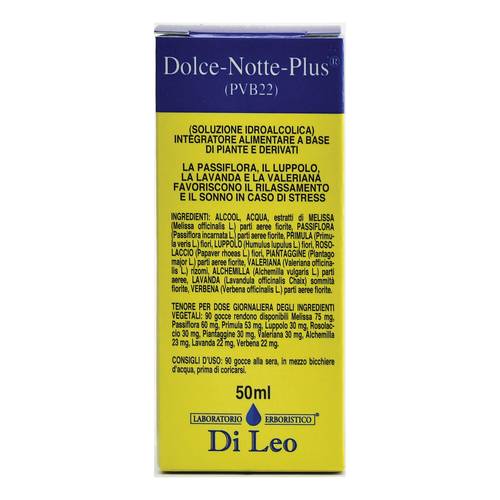 Dolce-Notte-Plus®
(PVB22)
(SOLUZIONE IDROALCOLICA)
INTEGRATORE ALIMENTARE A BASE
DI PIANTE E DERIVATI
LA PASSIFLORA, IL LUPPOLO,
LA LAVANDA E LA VALERIANA
FAVORISCONO IL RILASSAMENTO
E IL SONNO IN CASO DI STRESS
INGREDIENTI: ALCOOL, ACQUA, estratti di MELISSA
(Melissa officinalis L.) parti aeree fiorite, PASSIFLORA
(Passiflora incarnata L.) parti aeree fiorite, PRIMULA (Primu-
la veris L.) fiori, LUPPOLO (Humulus lupulus L.) fiori, ROSO-
LACCIO (Papaver rhoeas L.) fiori, PIANTAGGINE (Plantago
major L.) parti aeree fiorite, VALERIANA (Valeriana officina-
lis L.) rizomi, ALCHEMILLA (Alchemilla vulgaris L.) parti
aeree, LAVANDA (Lavandula officinalis Chaix) sommità
fiorite, VERBENA (Verbena officinalis L.) parti aeree fiorite.
TENORE PER DOSE GIORNALIERA DEGLI INGREDIENTI
VEGETALI: 90 gocce rendono disponibili Melissa 75 mg,
Passiflora 60 mg, Primula 53 mg, Luppolo 30 mg, Rosolac-
cio 30 mg, Piantaggine 30 mg, Valeriana 30 mg, Alchemilla
23 mg, Lavanda 22 mg, Verbena 22 mg.
CONSIGLI D'USO: 90 gocce alla sera, in mezzo bicchiere
d'acqua, prima di coricarsi.
50ml
LABORATORIO ERBORISTICO®
Di Leo